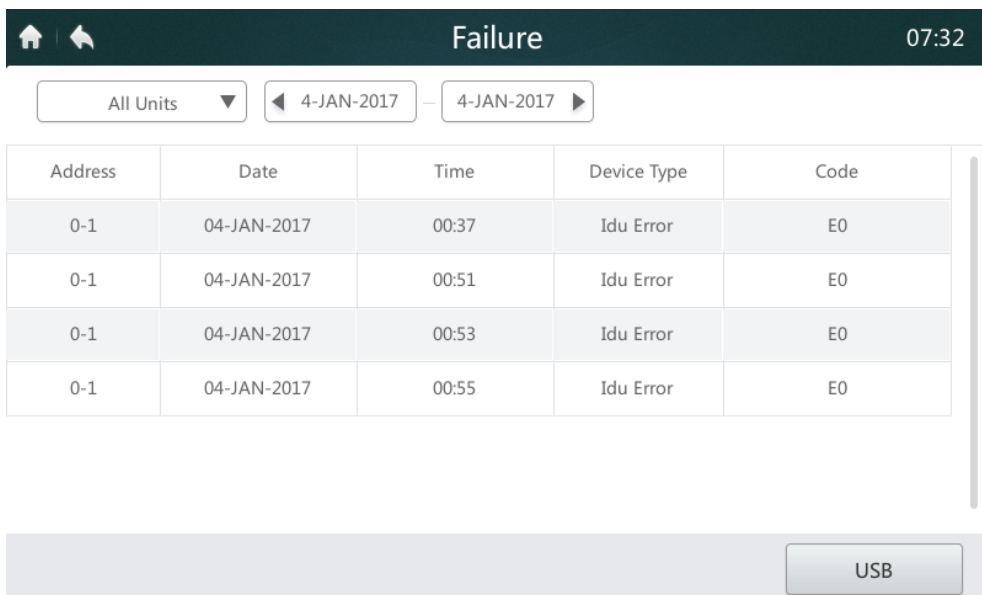 Failure 07:32
All Units 4-JAN-2017 – 4-JAN-2017
Address Date Time Device Type Code
0-1 04-JAN-2017 00:37 Idu Error E0
0-1 04-JAN-2017 00:51 Idu Error E0
0-1 04-JAN-2017 00:53 Idu Error E0
0-1 04-JAN-2017 00:55 Idu Error E0
USB